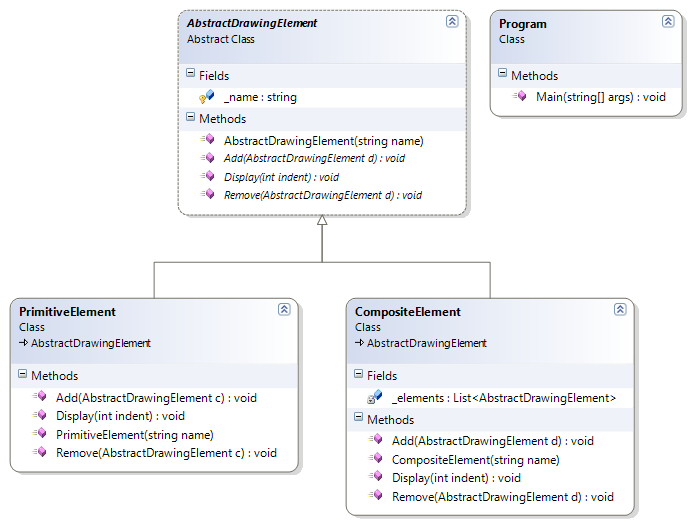 AbstractDrawingElement
Abstract Class
Fields
_name : string
Methods
AbstractDrawingElement(string name)
Add(AbstractDrawingElement d) : void
Display(int indent) : void
Remove(AbstractDrawingElement d) : void
Program
Class
Methods
Main(string[] args) : void
PrimitiveElement
Class
AbstractDrawingElement
Methods
Add(AbstractDrawingElement c) : void
Display(int indent) : void
PrimitiveElement(string name)
Remove(AbstractDrawingElement c) : void
CompositeElement
Class
AbstractDrawingElement
Fields
_elements : List<AbstractDrawingElement>
Methods
Add(AbstractDrawingElement d) : void
CompositeElement(string name)
Display(int indent) : void
Remove(AbstractDrawingElement d) : void